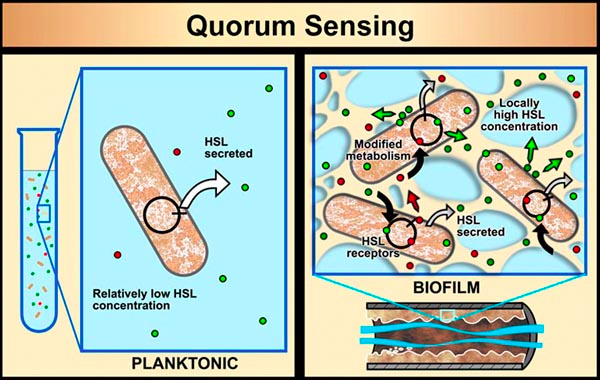 Quorum Sensing
HSL
secreted
Relatively low HSL
concentration
PLANKTONIC
Locally
high HSL
concentration
Modified
metabolism
HSL
secreted
HSL
receptors
BIOFILM